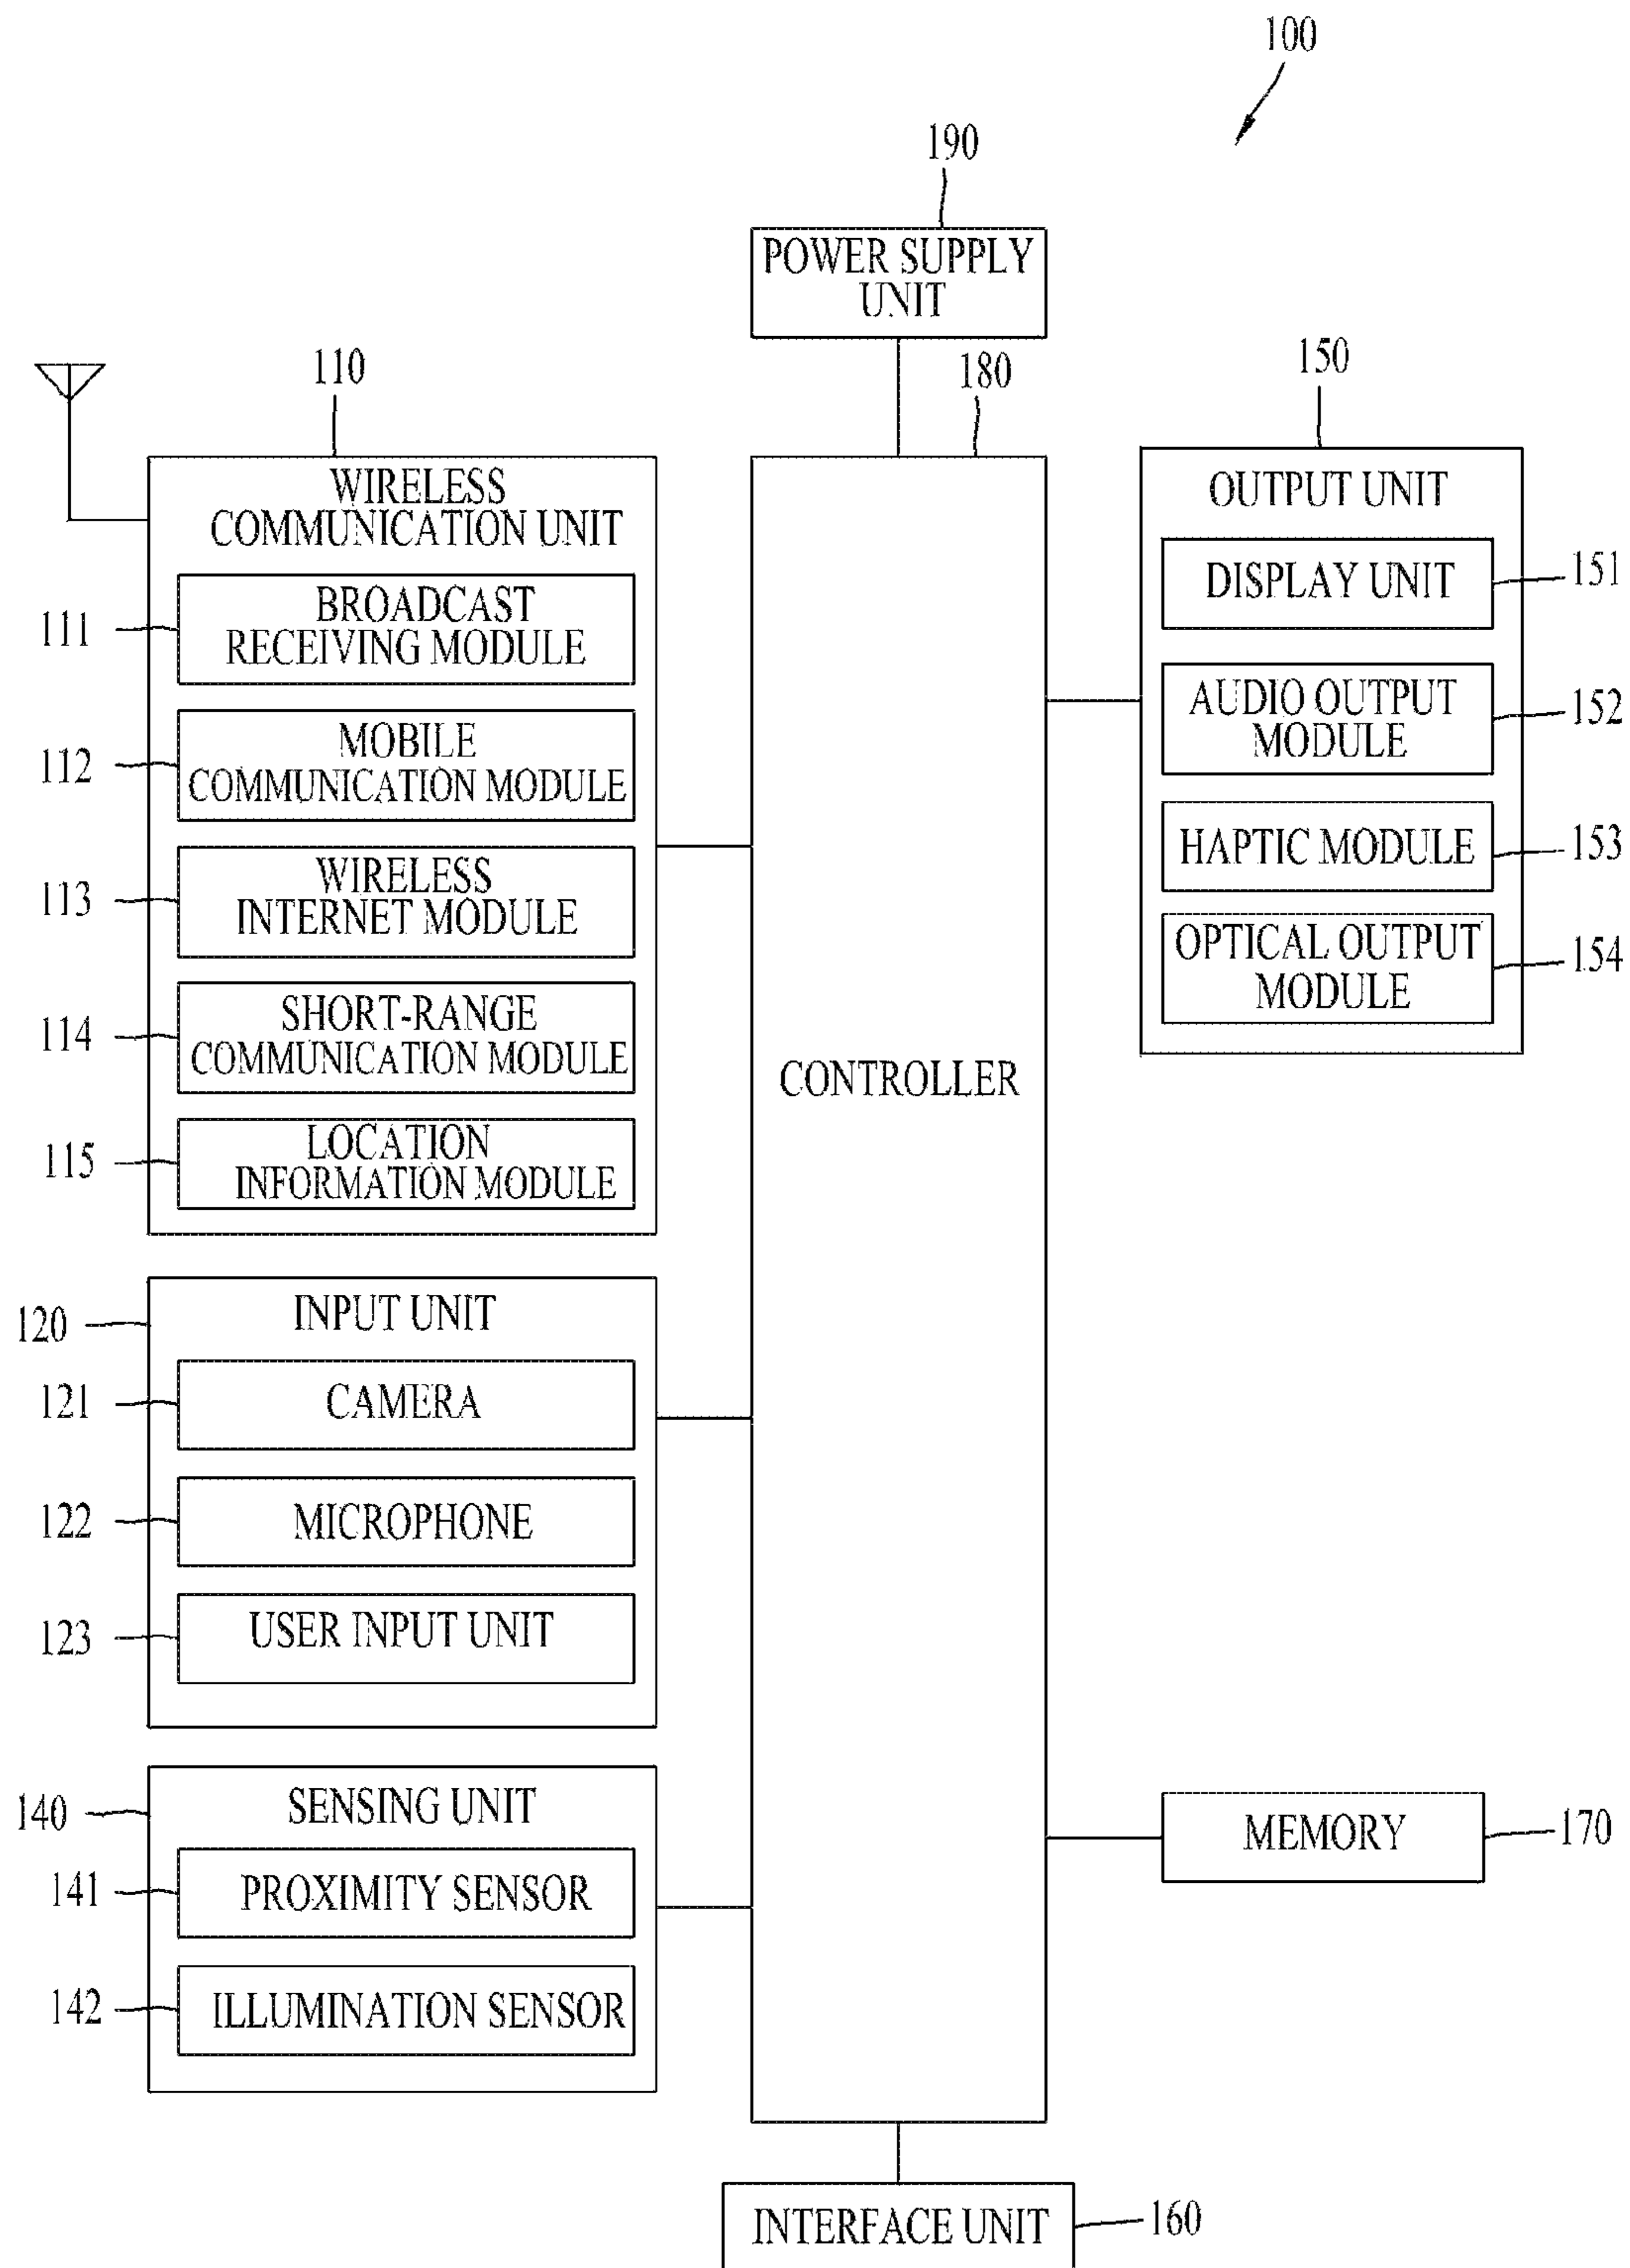 100
190
POWER SUPPLY
UNIT
110
180
150
WIRELESS
COMMUNICATION UNIT
111
BROADCAST
RECEIVING MODULE
112
MOBILE
COMMUNICATION MODULE
113
WIRELESS
INTERNET MODULE
114
SHORT-RANGE
COMMUNICATION MODULE
115
LOCATION
INFORMATION MODULE
120
INPUT UNIT
121
CAMERA
122
MICROPHONE
123
USER INPUT UNIT
140
SENSING UNIT
141
PROXIMITY SENSOR
142
ILLUMINATION SENSOR
CONTROLLER
OUTPUT UNIT
DISPLAY UNIT
151
AUDIO OUTPUT
MODULE
152
HAPTIC MODULE
153
OPTICAL OUTPUT
MODULE
154
MEMORY
170
INTERFACE UNIT
160